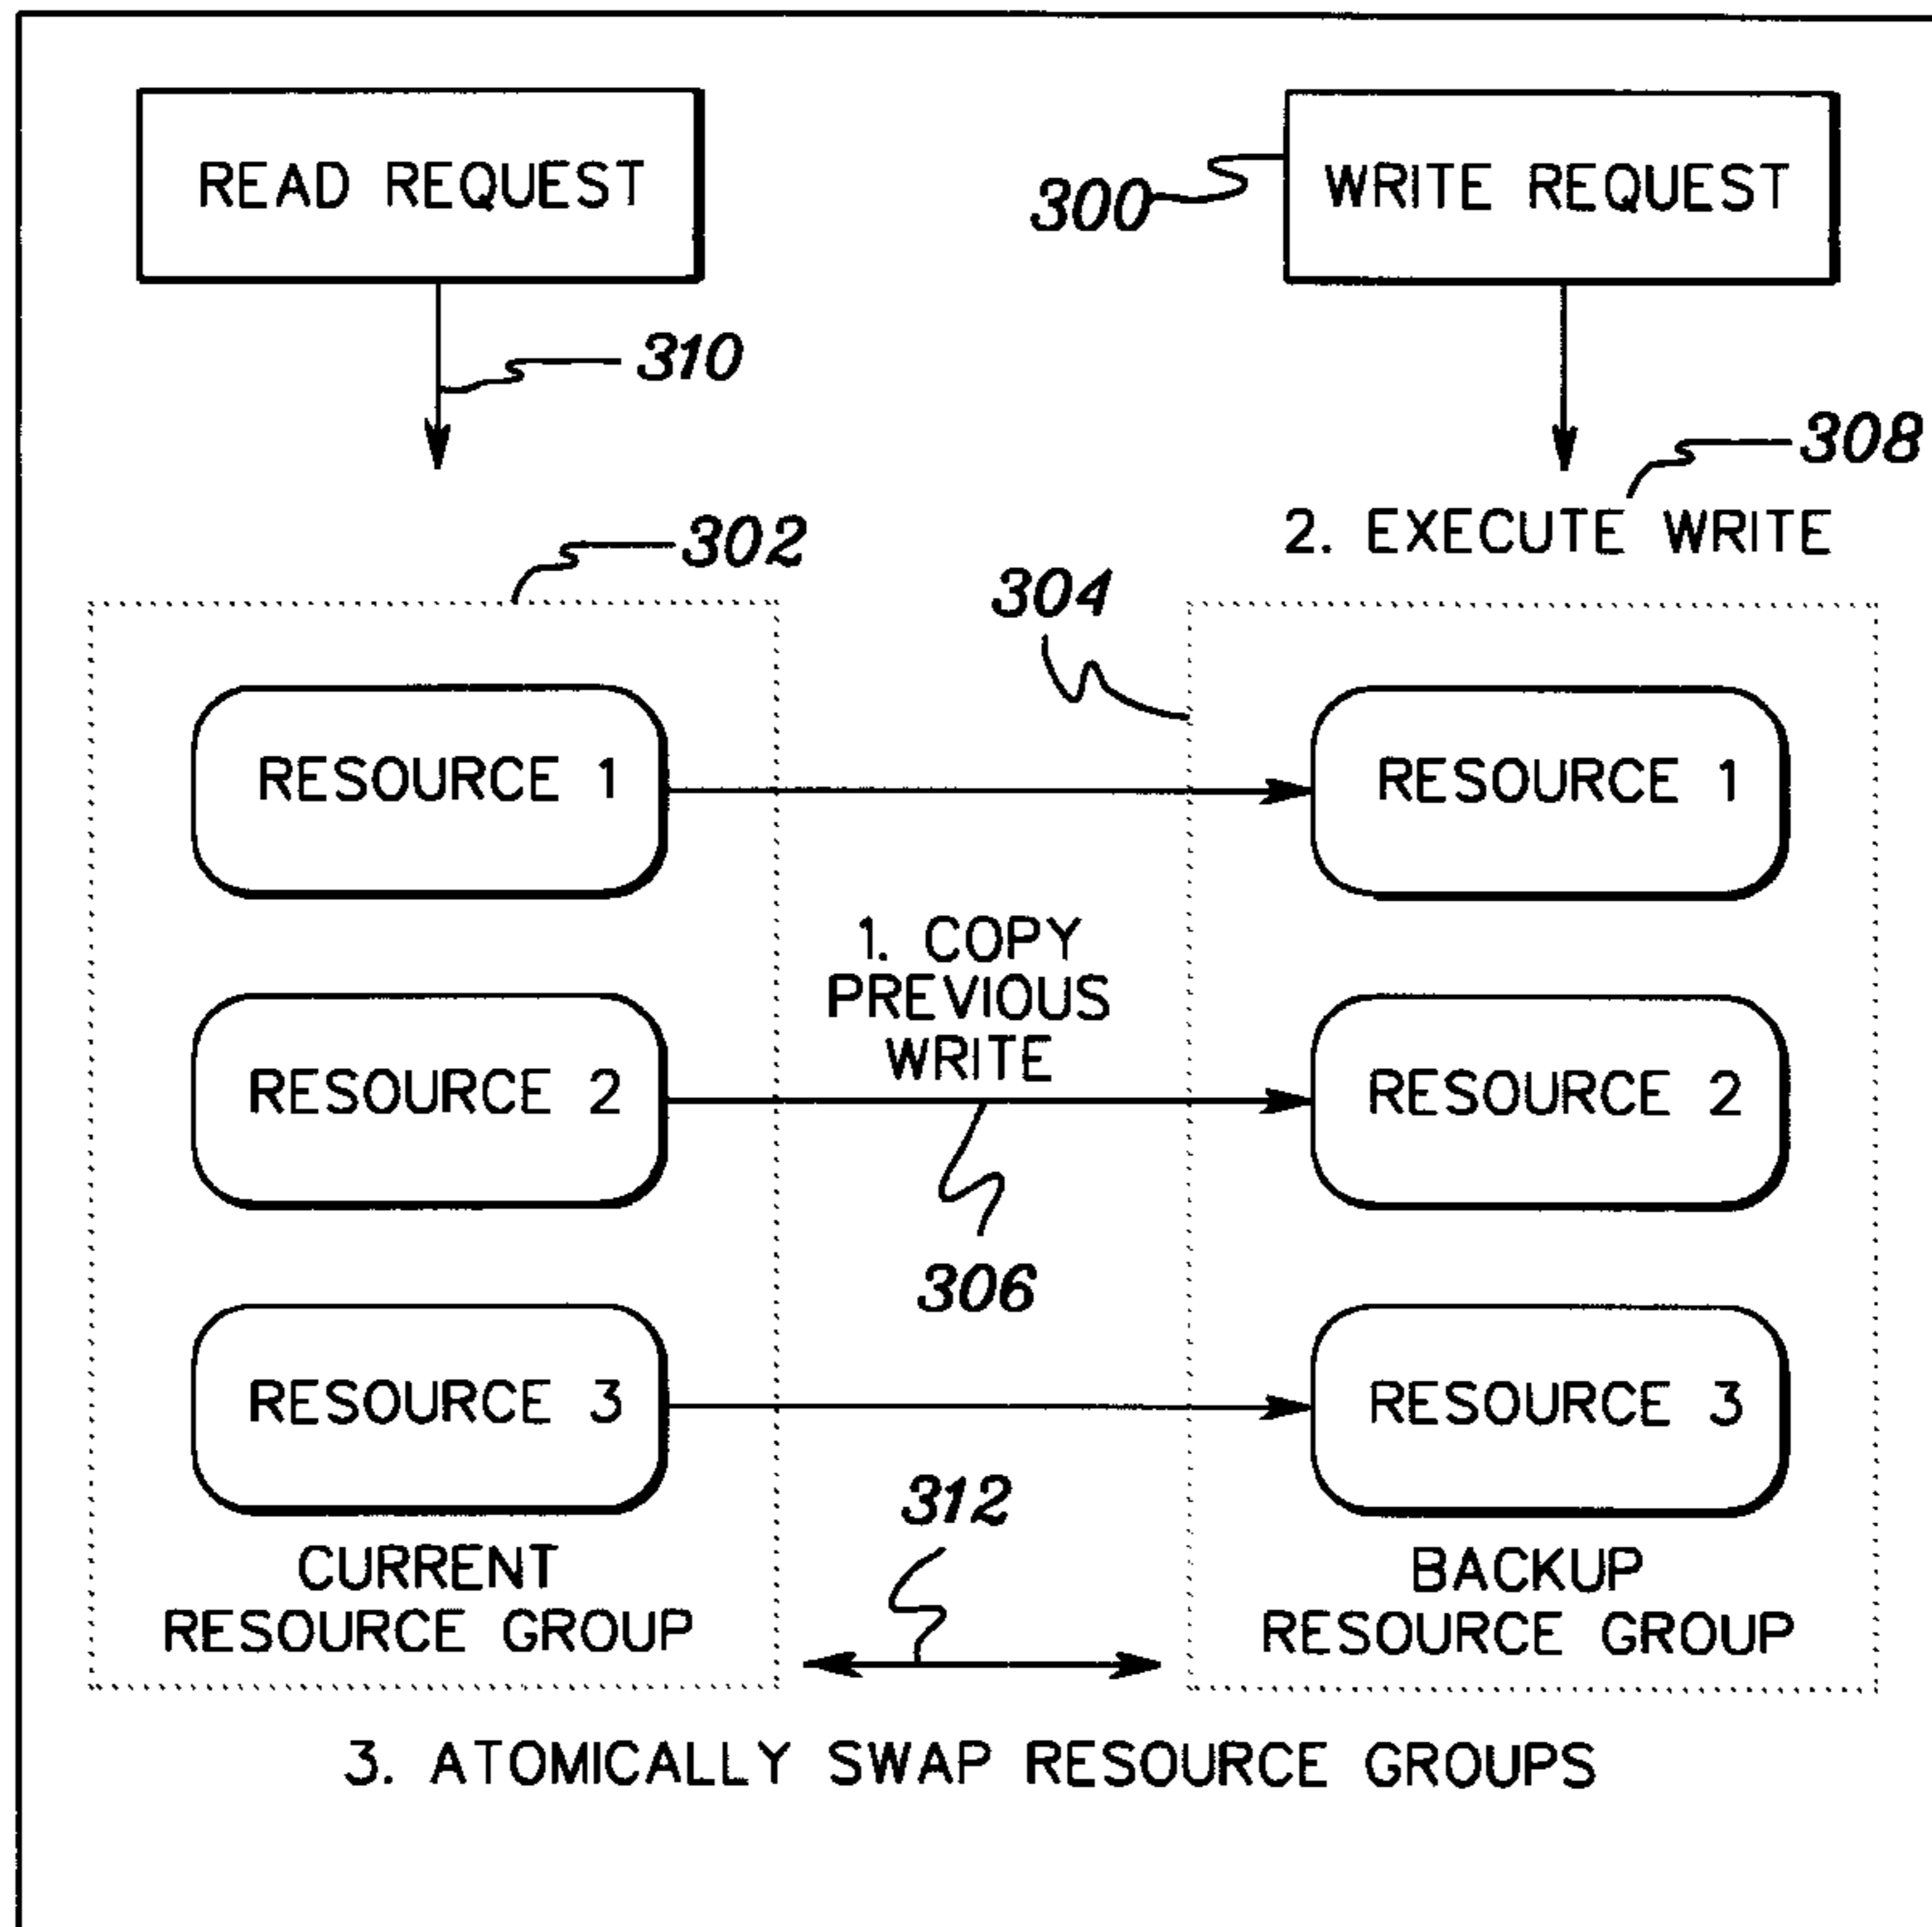 READ REQUEST
WRITE REQUEST
300
310
308
2. EXECUTE WRITE
302
304
RESOURCE 1
RESOURCE 1
1. COPY
PREVIOUS
WRITE
RESOURCE 2
RESOURCE 2
306
RESOURCE 3
RESOURCE 3
312
CURRENT
RESOURCE GROUP
BACKUP
RESOURCE GROUP
3. ATOMICALLY SWAP RESOURCE GROUPS